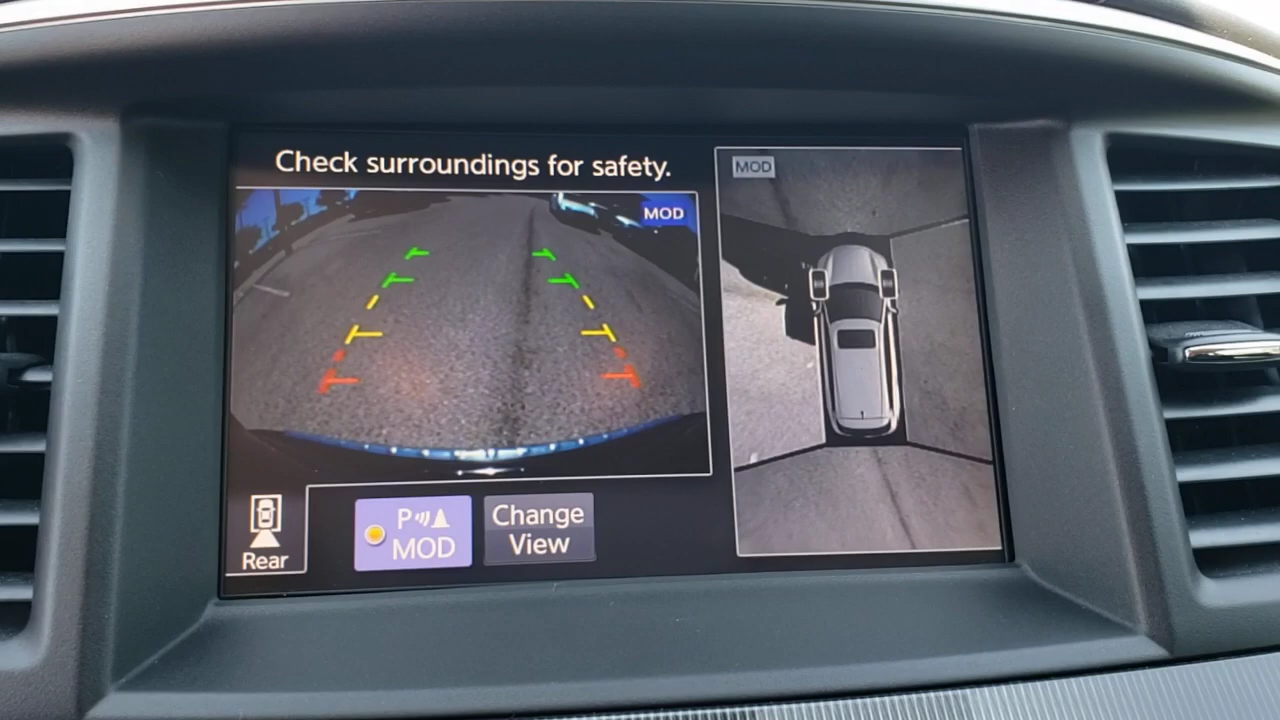 Check surroundings for safety.
MOD
MOD
Rear
P
MOD
Change
View